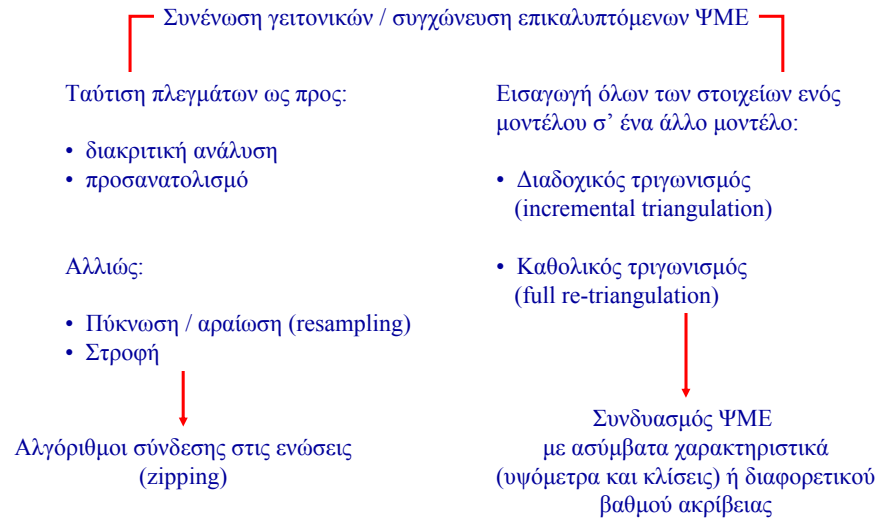 Συνένωση γειτονικών / συγχώνευση επικαλυπτόμενων ΨΜΕ
Ταύτιση πλεγμάτων ως προς:
• διακριτική ανάλυση
• προσανατολισμό
Αλλιώς:
• Πύκνωση / αραίωση (resampling)
• Στροφή
Αλγόριθμοι σύνδεσης στις ενώσεις
(zipping)
Εισαγωγή όλων των στοιχείων ενός
μοντέλου σ’ ένα άλλο μοντέλο:
• Διαδοχικός τριγωνισμός
(incremental triangulation)
• Καθολικός τριγωνισμός
(full re-triangulation)
Συνδυασμός ΨΜΕ
με ασύμβατα χαρακτηριστικά
(υψόμετρα και κλίσεις) ή διαφορετικού
βαθμού ακρίβειας